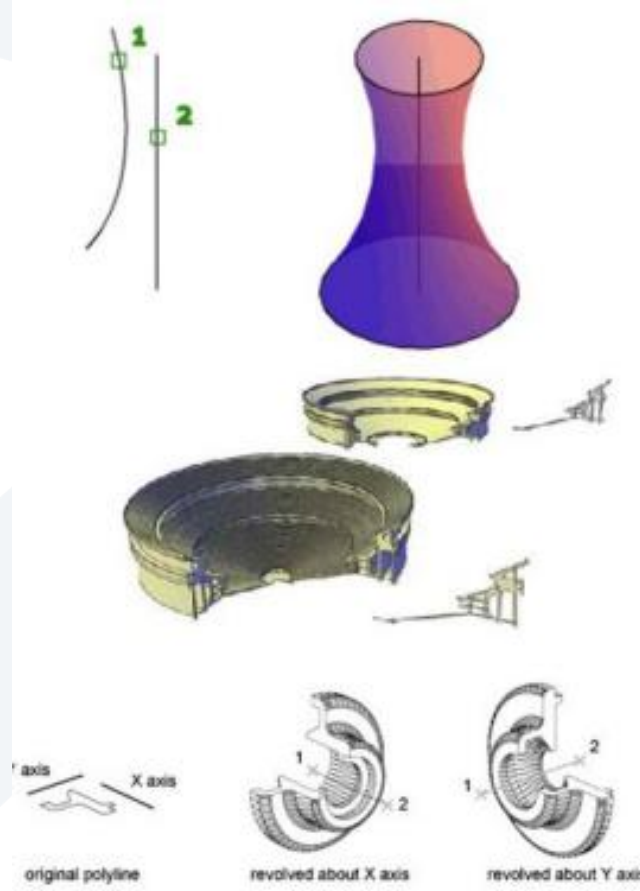 1
2
1
2
2
1
Y axis
X axis
original polyline
revolved about X axis
revolved about Y axis